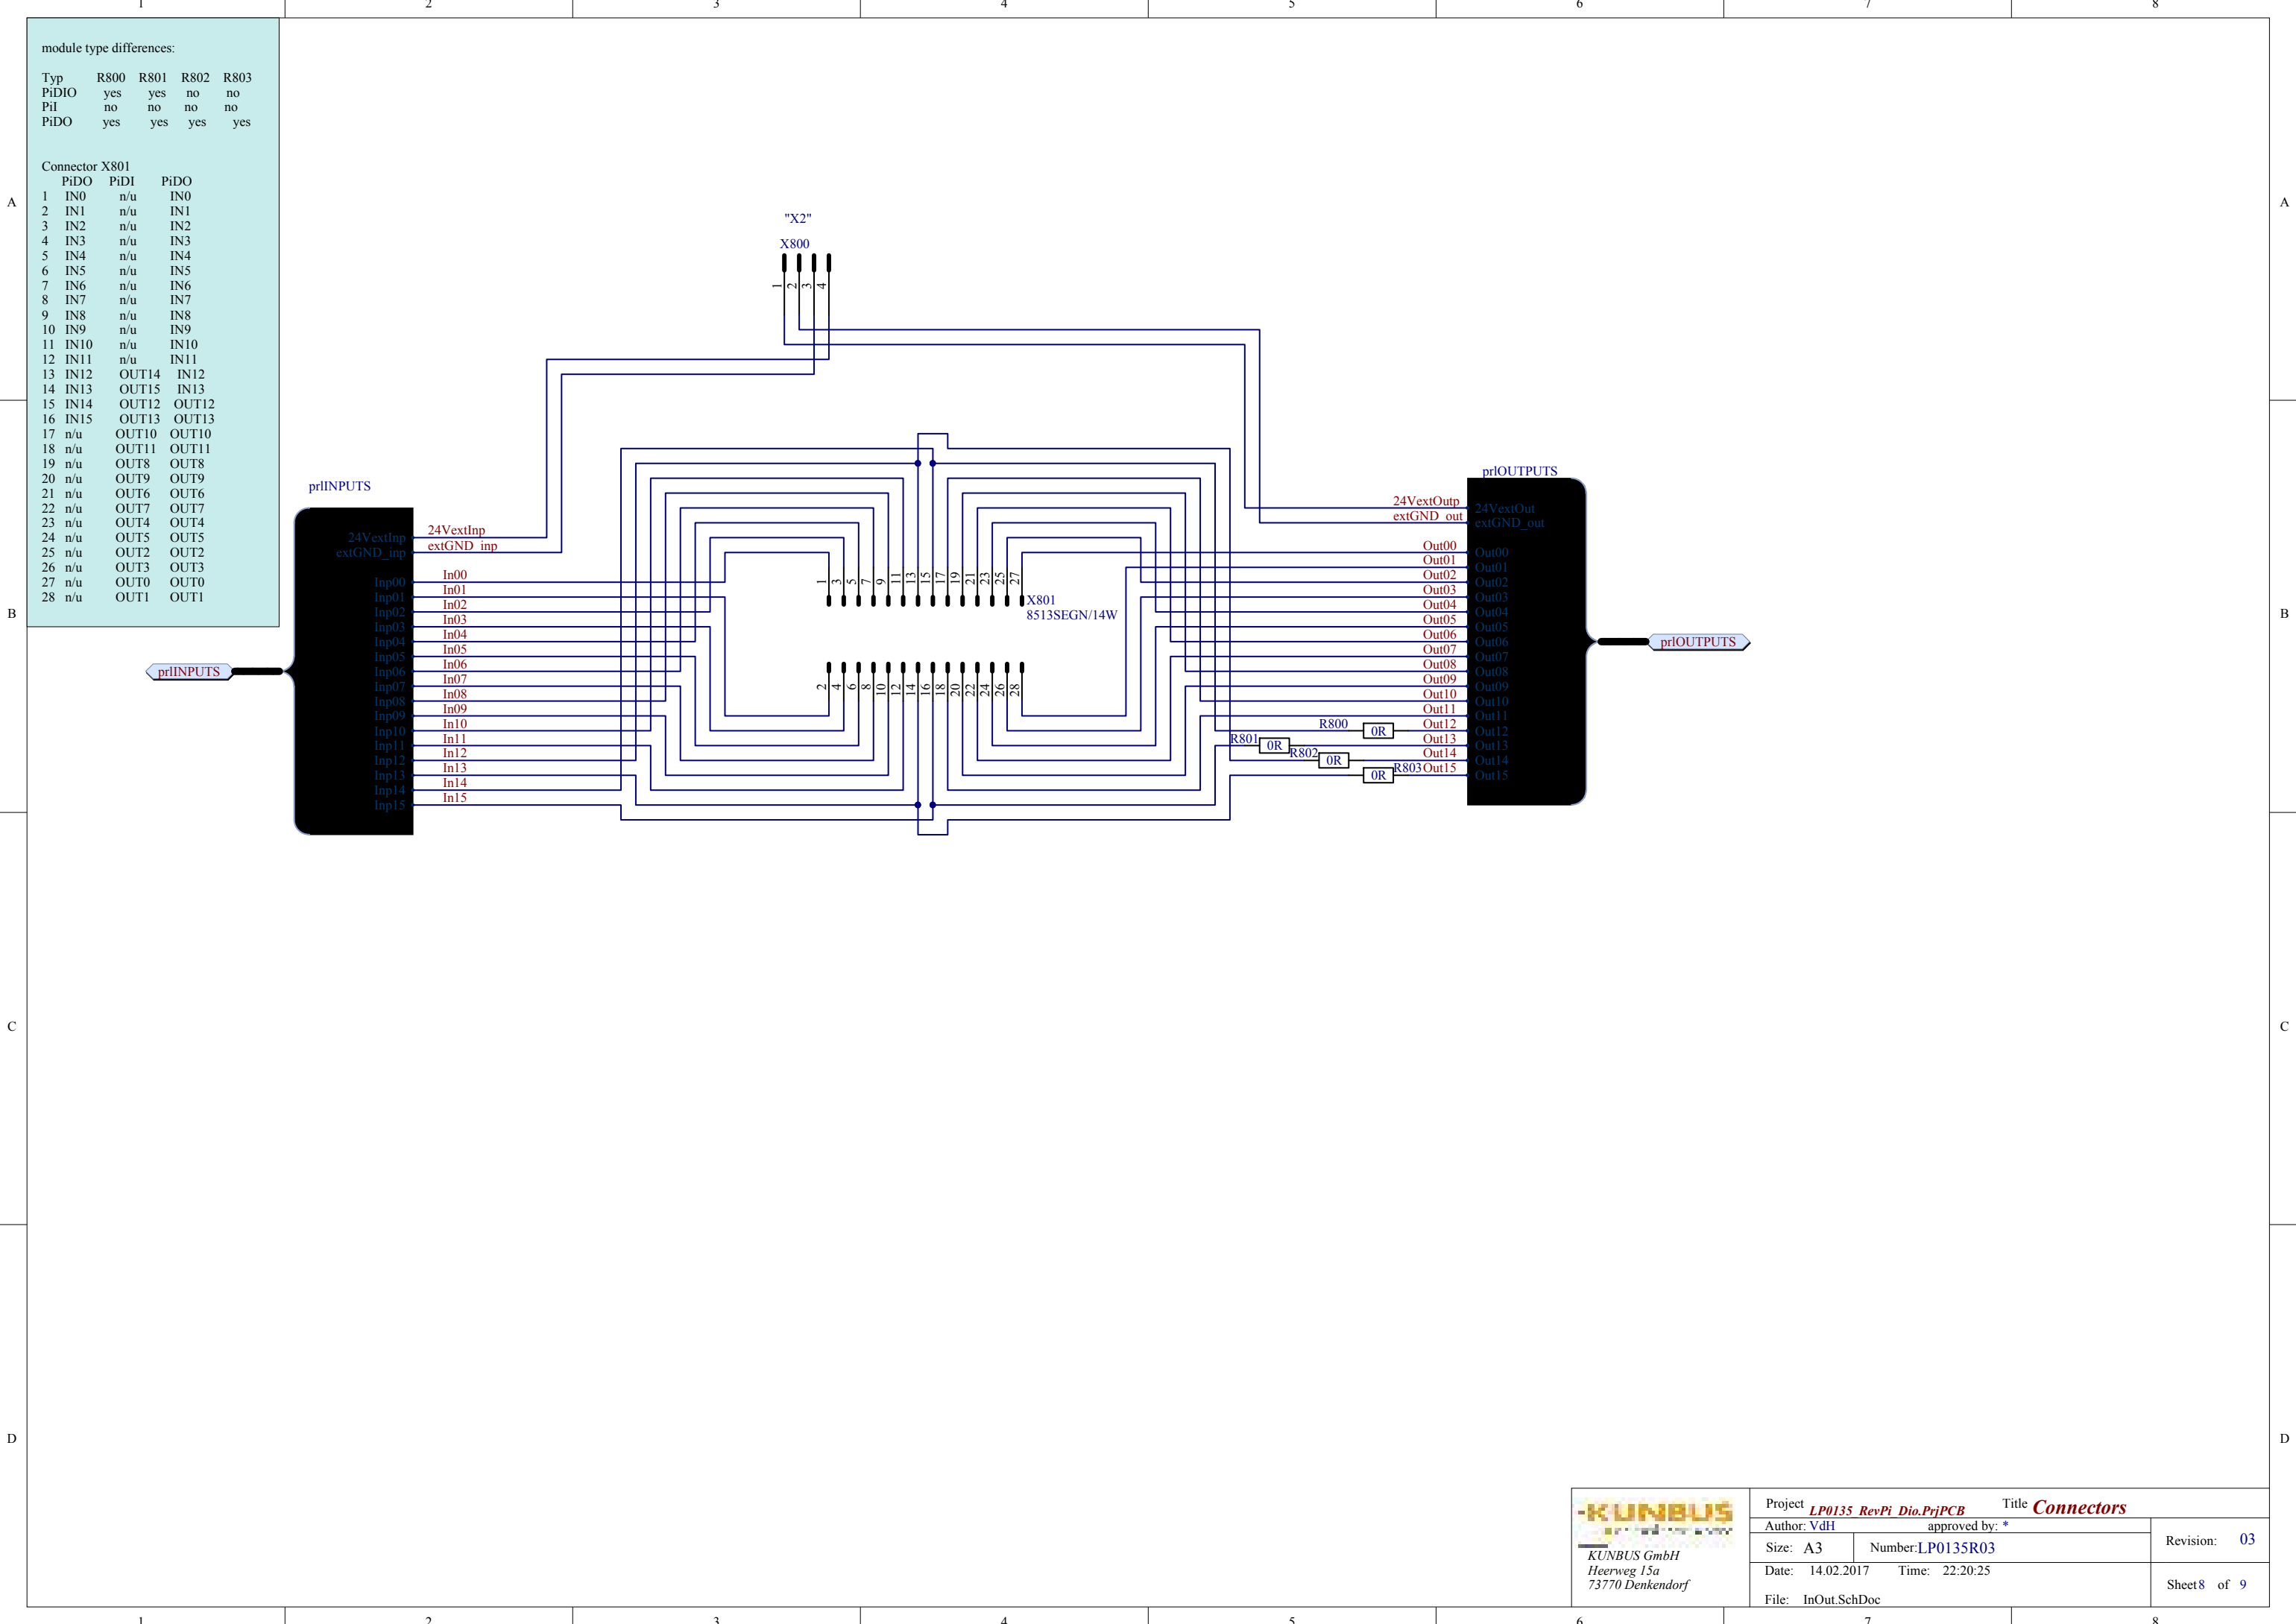 1 2 3 4 5 6 7 8
module type differences:
Typ R800 R801 R802 R803
PiDIO yes yes no no
PiI no no no no
PiDO yes yes yes yes
Connector X801
PiDO PiDI PiDO
1 IN0 n/u IN0
2 IN1 n/u IN1
3 IN2 n/u IN2
4 IN3 n/u IN3
5 IN4 n/u IN4
6 IN5 n/u IN5
7 IN6 n/u IN6
8 IN7 n/u IN7
9 IN8 n/u IN8
10 IN9 n/u IN9
11 IN10 n/u IN10
12 IN11 n/u IN11
13 IN12 OUT14 IN12
14 IN13 OUT15 IN13
15 IN14 OUT12 OUT12
16 IN15 OUT13 OUT13
17 n/u OUT10 OUT10
18 n/u OUT11 OUT11
19 n/u OUT8 OUT8
20 n/u OUT9 OUT9
21 n/u OUT6 OUT6
22 n/u OUT7 OUT7
23 n/u OUT4 OUT4
24 n/u OUT5 OUT5
25 n/u OUT2 OUT2
26 n/u OUT3 OUT3
27 n/u OUT0 OUT0
28 n/u OUT1 OUT1
A A
B B
C C
D D
"X2"
X800
1 2 3 4
prlINPUTS
24VextInp 24VextInp
extGND_inp extGND_inp
Inp00 In00
Inp01 In01
Inp02 In02
Inp03 In03
Inp04 In04
Inp05 In05
Inp06 In06
Inp07 In07
Inp08 In08
Inp09 In09
Inp10 In10
Inp11 In11
Inp12 In12
Inp13 In13
Inp14 In14
Inp15 In15
prlINPUTS
1 3 5 7 9 11 13 15 17 19 21 23 25 27
X801
8513SEGN/14W
2 4 6 8 10 12 14 16 18 20 22 24 26 28
prlOUTPUTS
24VextOutp 24VextOut
extGND_out extGND_out
Out00 Out00
Out01 Out01
Out02 Out02
Out03 Out03
Out04 Out04
Out05 Out05
Out06 Out06
Out07 Out07
Out08 Out08
Out09 Out09
Out10 Out10
Out11 Out11
R800 0R Out12 Out12
R801 0R Out13 Out13
R802 0R Out14 Out14
0R R803 Out15 Out15
prlOUTPUTS
KUNBUS
KUNBUS GmbH
Heerweg 15a
73770 Denkendorf
Project LP0135_RevPi_Dio.PrjPCB Title Connectors
Author: VdH approved by: *
Size: A3 Number:LP0135R03
Revision: 03
Date: 14.02.2017 Time: 22:20:25
File: InOut.SchDoc
Sheet8 of 9
1 2 3 4 5 6 7 8